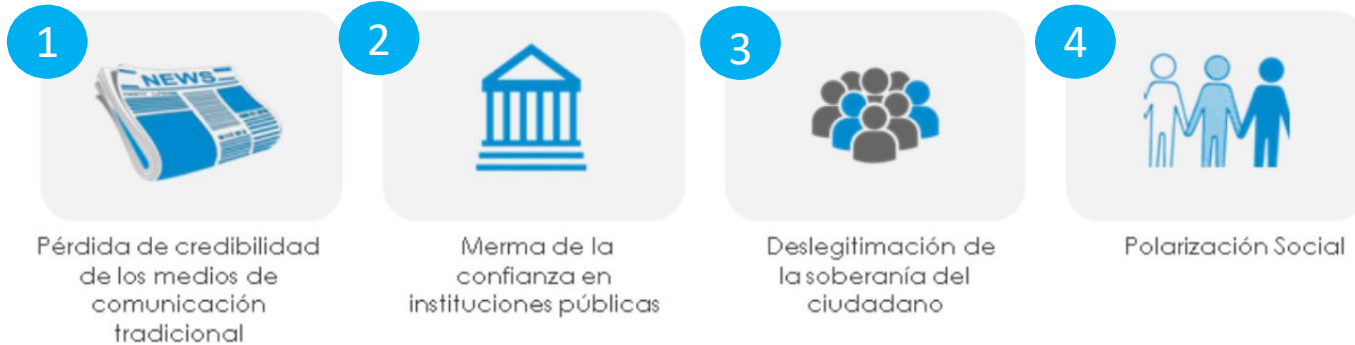 1
NEWS
Pérdida de credibilidad
de los medios de
comunicación
tradicional
2
Merma de la
confianza en
instituciones públicas
3
Deslegitimación de
la soberanía del
ciudadano
4
Polarización Social